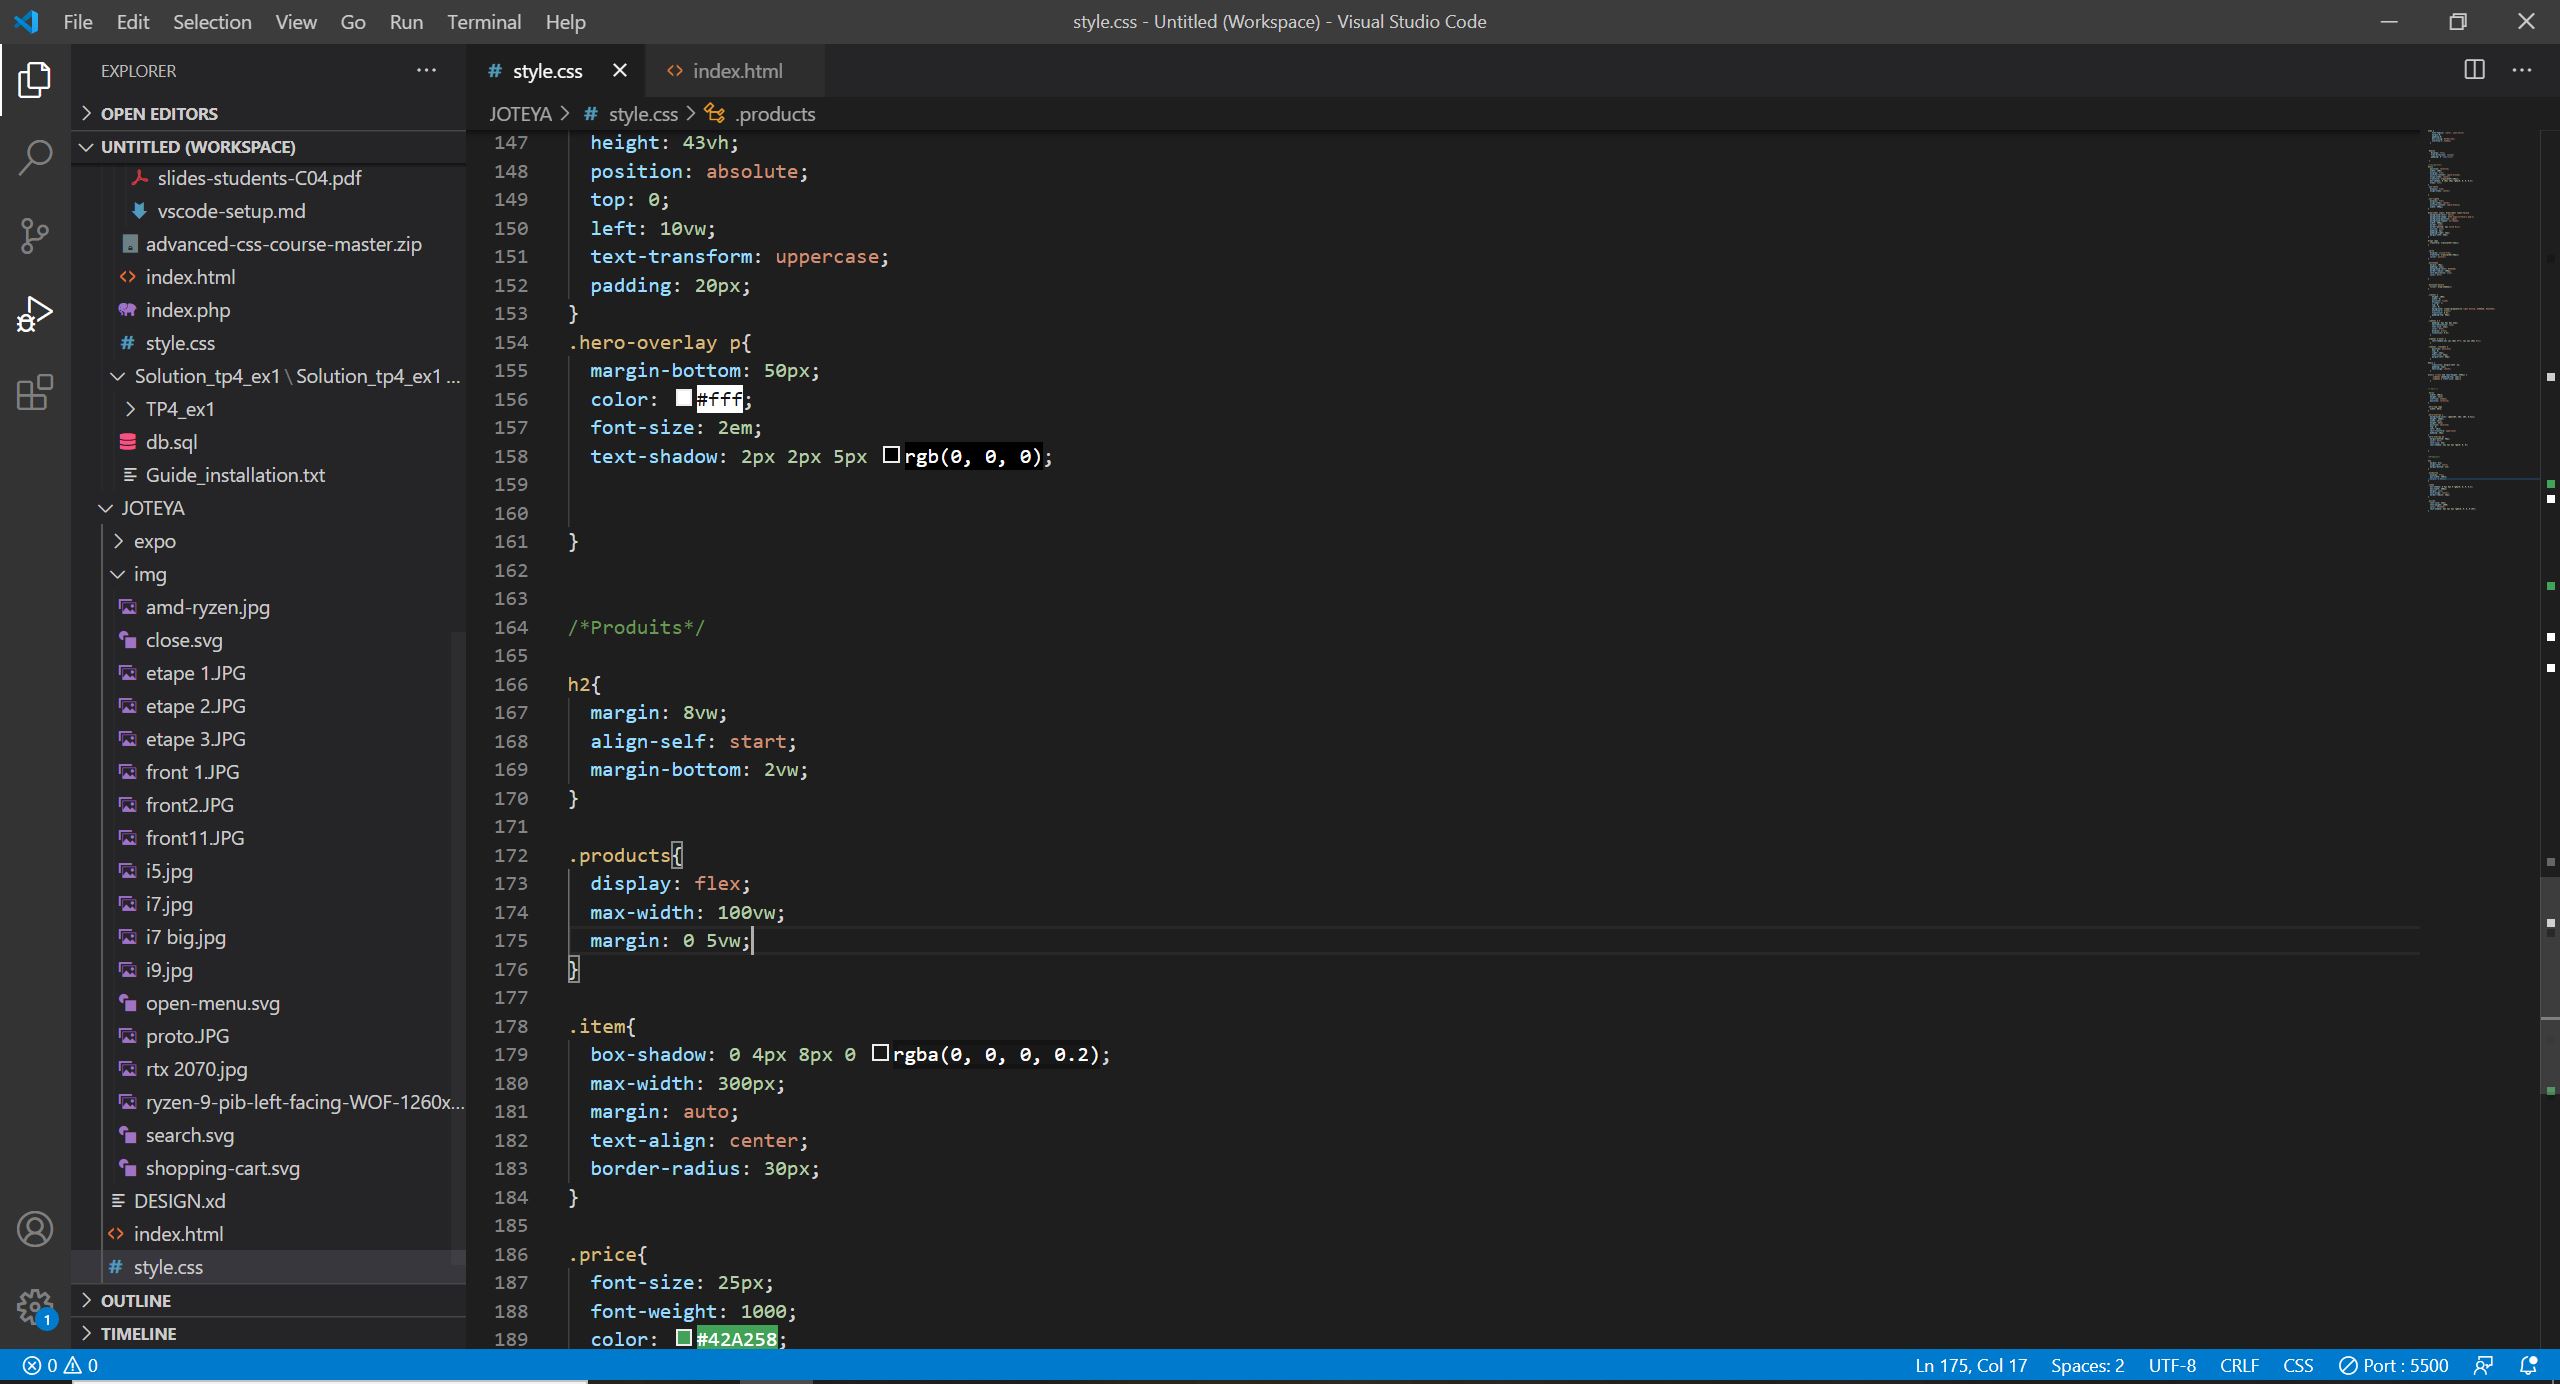 File Edit Selection View Go Run Terminal Help
style.css - Untitled (Workspace) - Visual Studio Code
EXPLORER
OPEN EDITORS
UNTITLED (WORKSPACE)
slides-students-C04.pdf
vscode-setup.md
advanced-css-course-master.zip
index.html
index.php
style.css
Solution_tp4_ex1\Solution_tp4_ex1 ...
TP4_ex1
db.sql
Guide_installation.txt
JOTEYA
expo
img
amd-ryzen.jpg
close.svg
etape 1.JPG
etape 2.JPG
etape 3.JPG
front 1.JPG
front2.JPG
front11.JPG
i5.jpg
i7.jpg
i7 big.jpg
i9.jpg
open-menu.svg
proto.JPG
rtx 2070.jpg
ryzen-9-pib-left-facing-WOF-1260x...
search.svg
shopping-cart.svg
DESIGN.xd
index.html
style.css
OUTLINE
TIMELINE
1
# style.css
<> index.html
JOTEYA > # style.css > .products
147 height: 43vh;
148 position: absolute;
149 top: 0;
150 left: 10vw;
151 text-transform: uppercase;
152 padding: 20px;
153 }
154 .hero-overlay p{
155 margin-bottom: 50px;
156 color: #fff;
157 font-size: 2em;
158 text-shadow: 2px 2px 5px rgb(0, 0, 0);
159
160
161 }
162
163
164 /*Produits*/
165
166 h2{
167 margin: 8vw;
168 align-self: start;
169 margin-bottom: 2vw;
170 }
171
172 .products{
173 display: flex;
174 max-width: 100vw;
175 margin: 0 5vw;
176 }
177
178 .item{
179 box-shadow: 0 4px 8px 0 rgba(0, 0, 0, 0.2);
180 max-width: 300px;
181 margin: auto;
182 text-align: center;
183 border-radius: 30px;
184 }
185
186 .price{
187 font-size: 25px;
188 font-weight: 1000;
189 color: #42A258;
0 0
Ln 175, Col 17 Spaces: 2 UTF-8 CRLF CSS Port : 5500